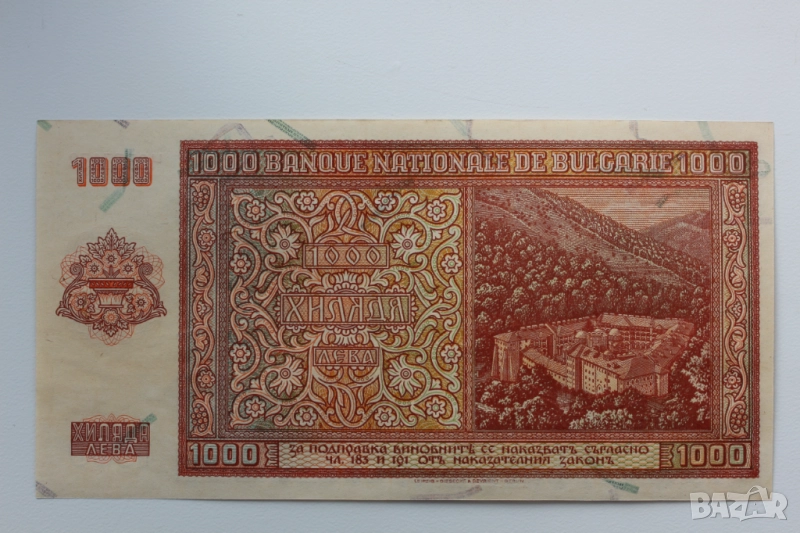 1000
1000 BANQUE NATIONALE DE BULGARIE 1000
1000
ХИЛЯДА
ЛЕВА
ХИЛЯДА
ЛЕВА
1000
ЗА ПОДПРАВКА ВИНОВНИТѢ СЕ НАКАЗВАТЪ СЪГЛАСНО
ЧЛ. 183 И 191 ОТЪ НАКАЗАТЕЛНИЯ ЗАКОНЪ
1000
BAZAR